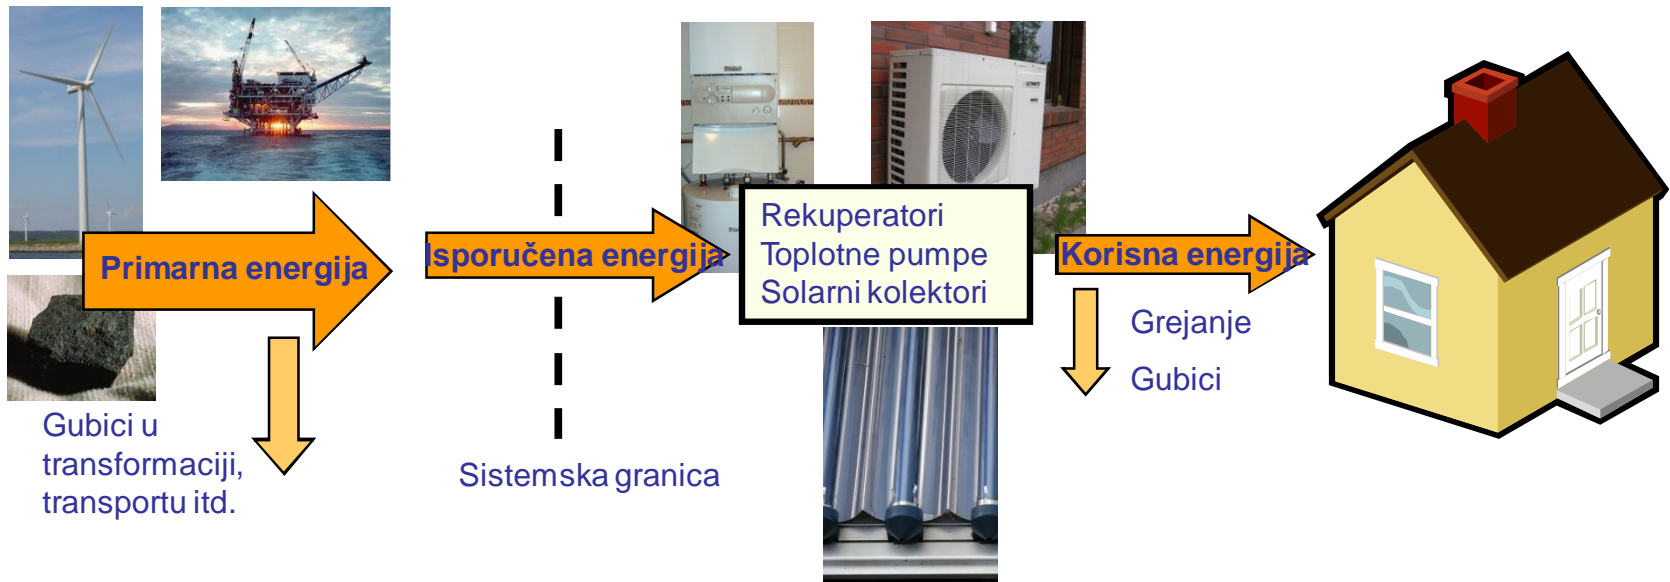 Primarna energija
Isporučena energija
Rekuperatori
Toplotne pumpe
Solarni kolektori
Korisna energija
Grejanje
Gubici
Gubici u
transformaciji,
transportu itd.
Sistemska granica